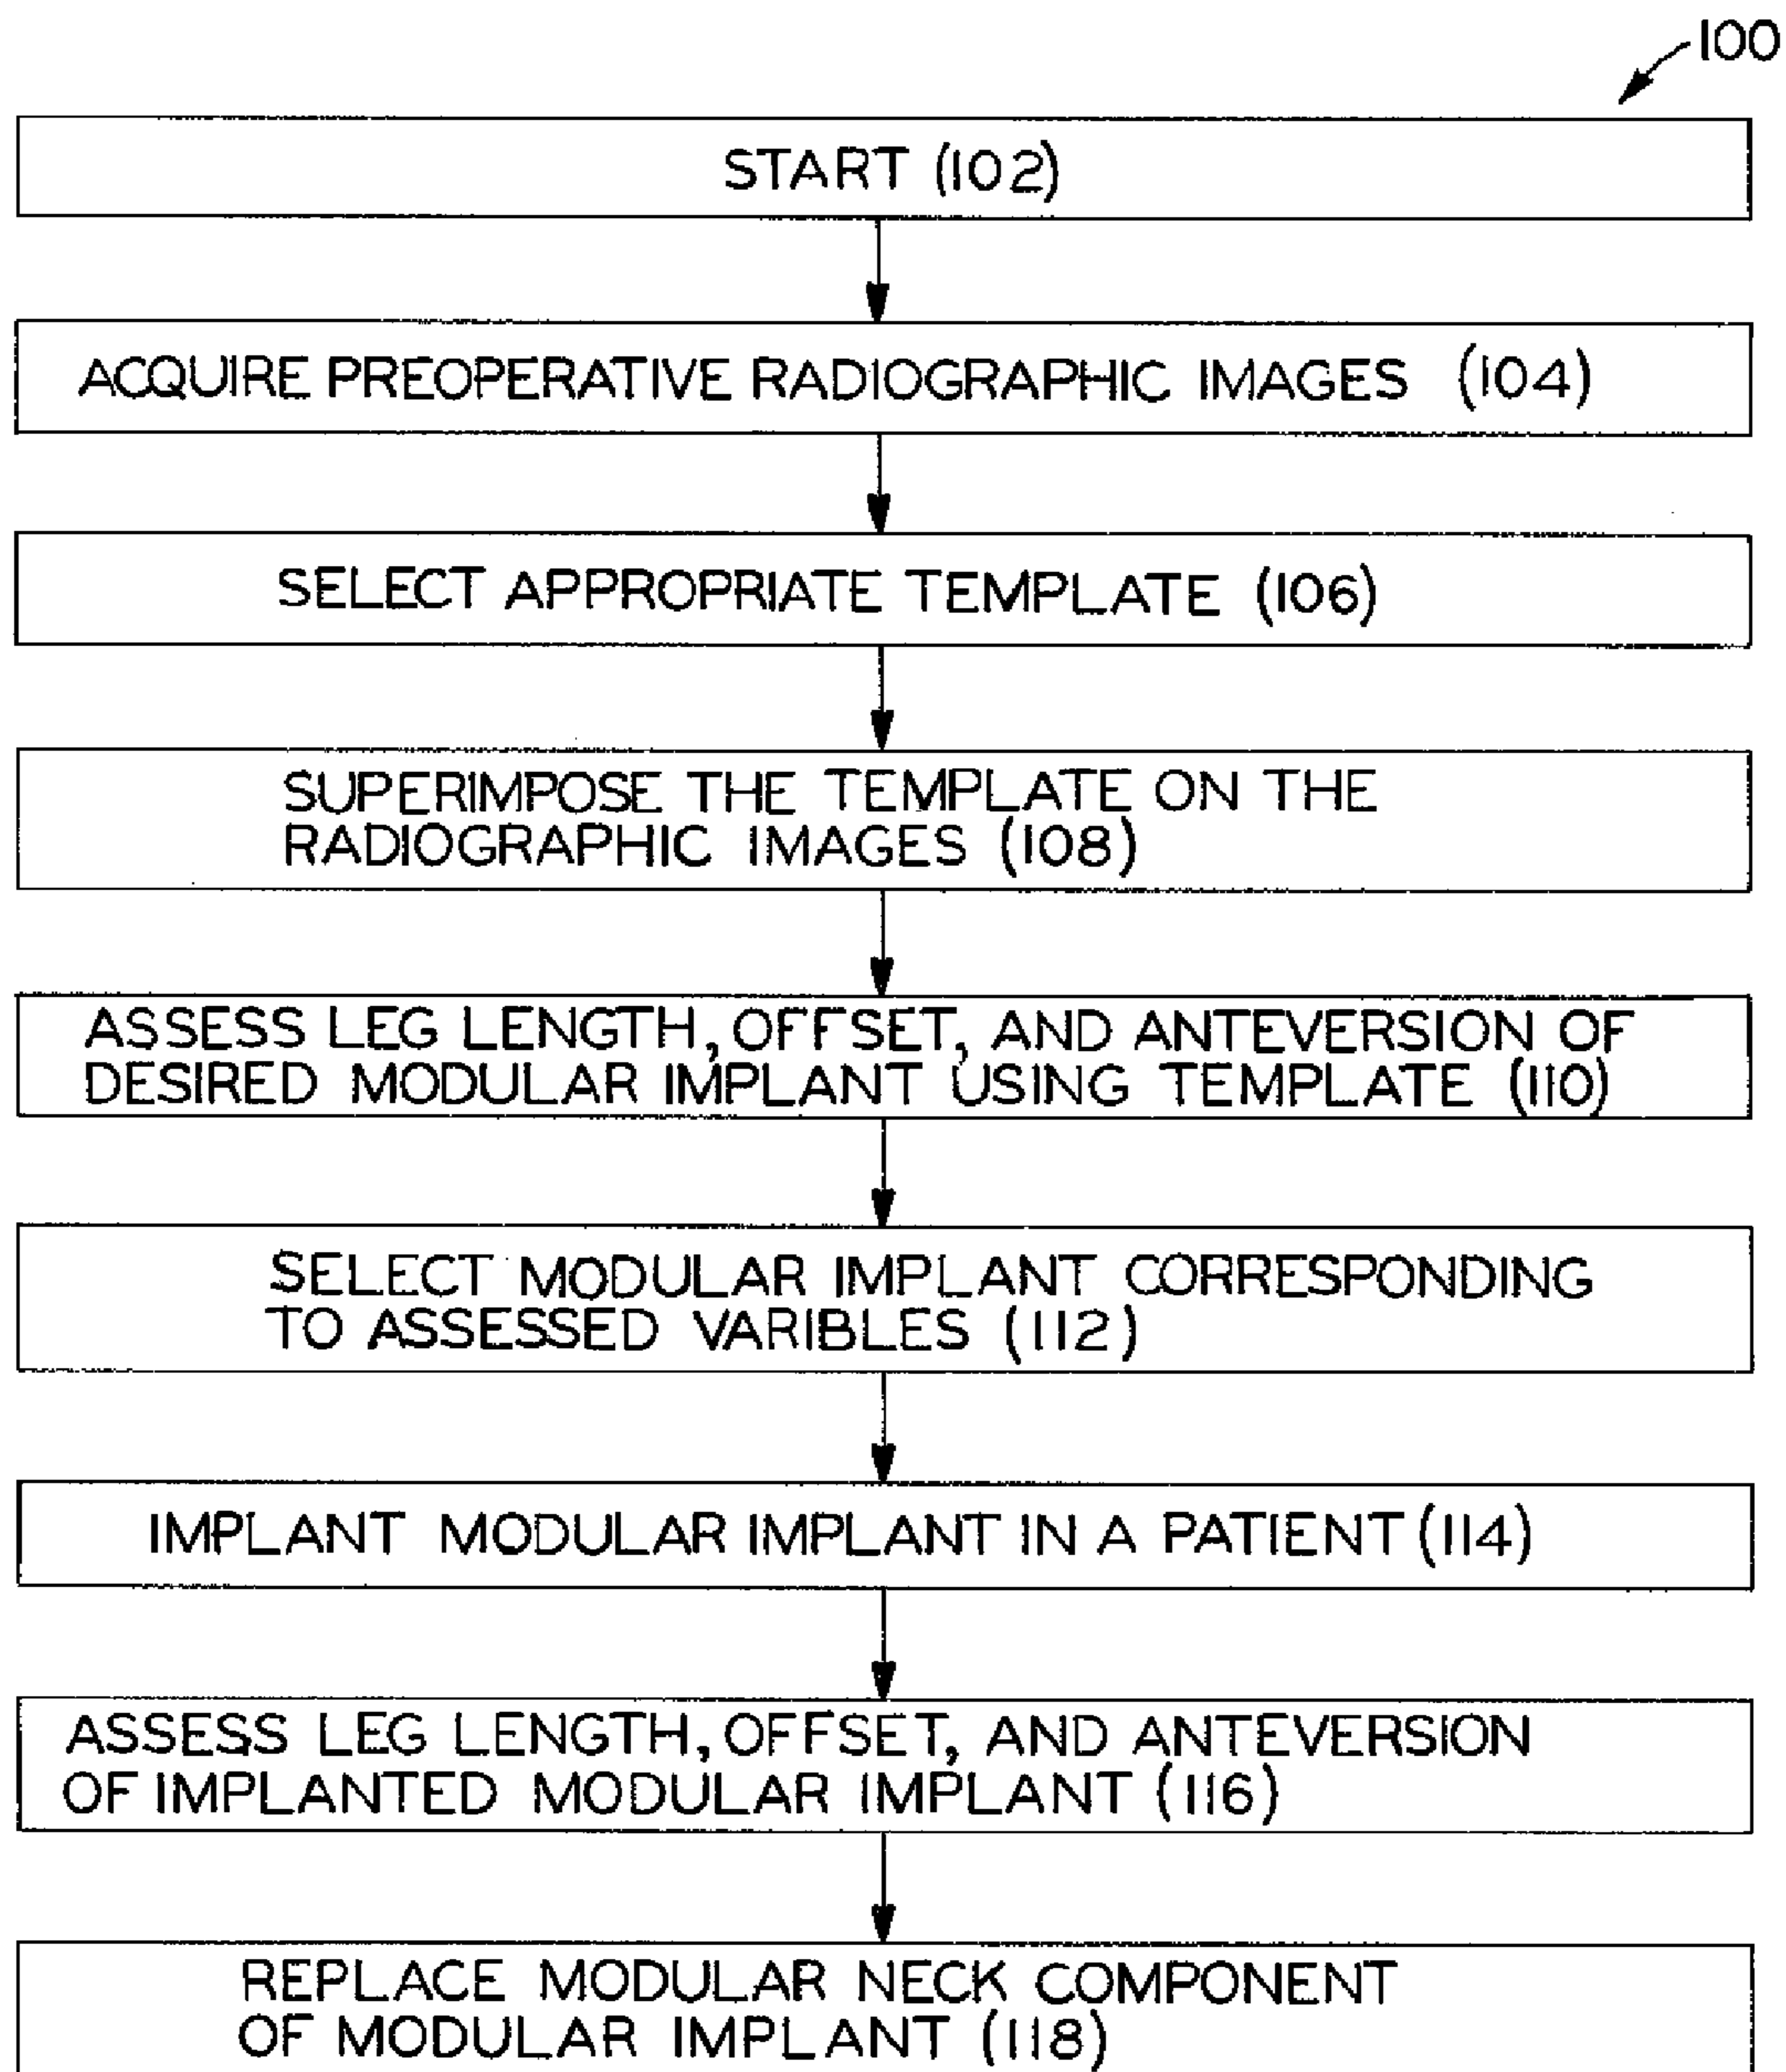 100
START (102)
ACQUIRE PREOPERATIVE RADIOGRAPHIC IMAGES (104)
SELECT APPROPRIATE TEMPLATE (106)
SUPERIMPOSE THE TEMPLATE ON THE
RADIOGRAPHIC IMAGES (108)
ASSESS LEG LENGTH, OFFSET, AND ANTEVERSION OF
DESIRED MODULAR IMPLANT USING TEMPLATE (110)
SELECT MODULAR IMPLANT CORRESPONDING
TO ASSESSED VARIBLES (112)
IMPLANT MODULAR IMPLANT IN A PATIENT (114)
ASSESS LEG LENGTH, OFFSET, AND ANTEVERSION
OF IMPLANTED MODULAR IMPLANT (116)
REPLACE MODULAR NECK COMPONENT
OF MODULAR IMPLANT (118)